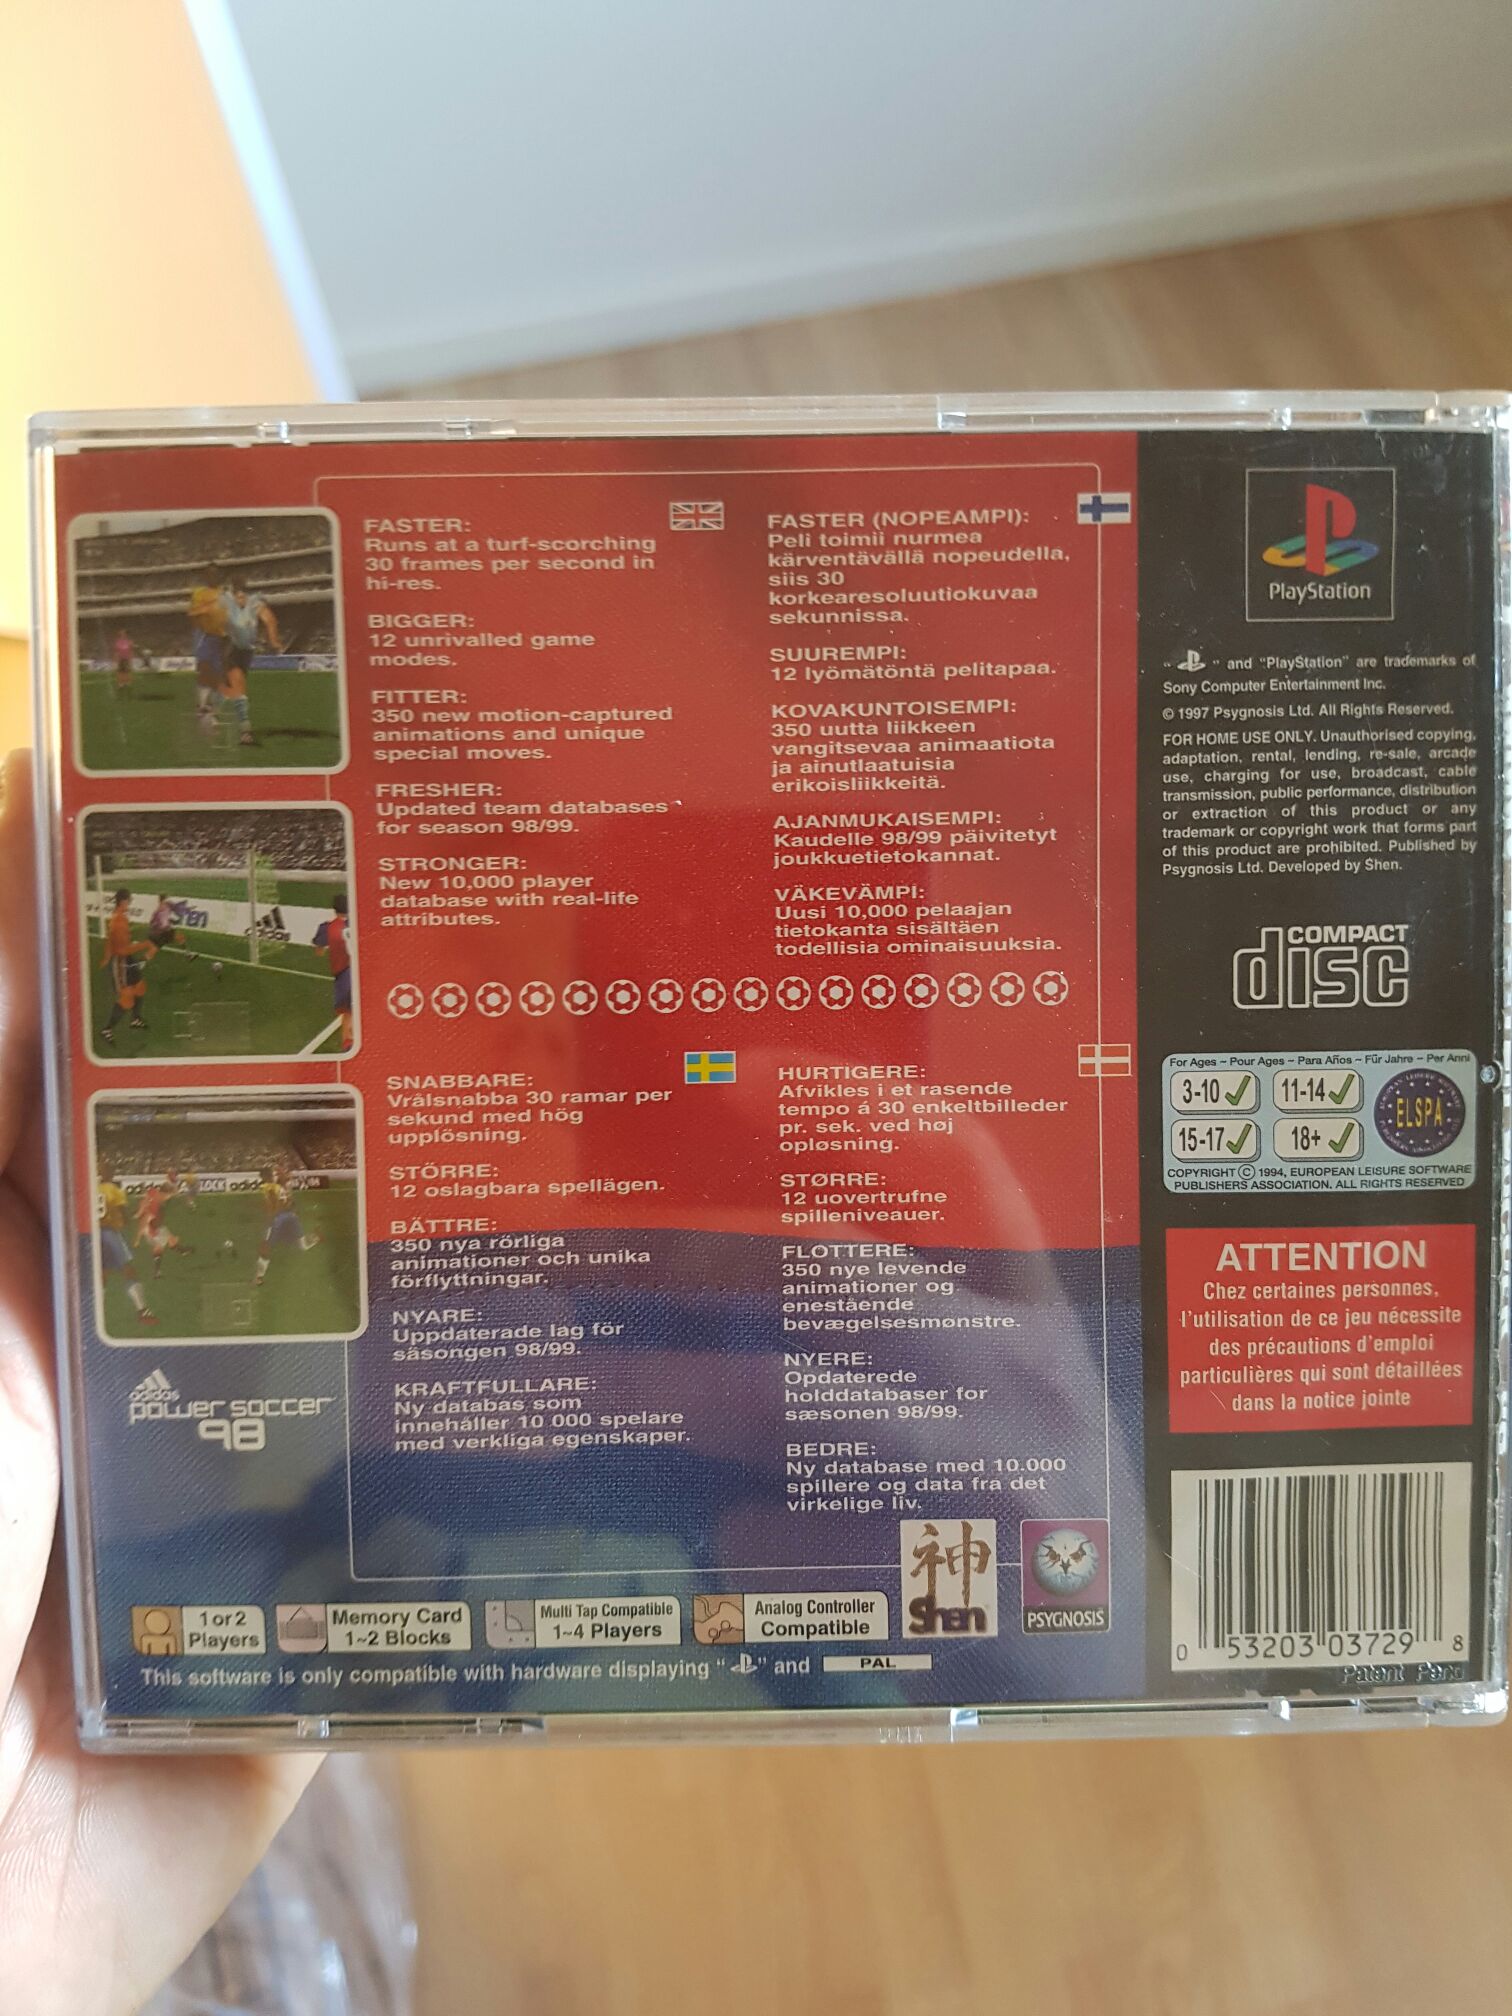 FASTER:
Runs at a turf-scorching
30 frames per second in
hi-res.
BIGGER:
12 unrivalled game
modes.
FITTER:
350 new motion-captured
animations and unique
special moves.
FRESHER:
Updated team databases
for season 98/99.
STRONGER:
New 10,000 player
database with real-life
attributes.
FASTER (NOPEAMPI):
Peli toimii nurmea
kärventävällä nopeudella,
siis 30
korkearesoluutiokuvaa
sekunnissa.
SUUREMPI:
12 lyömätöntä pelitapaa.
KOVAKUNTOISEMPI:
350 uutta liikkeen
vangitsevaa animaatiota
ja ainutlaatuisia
erikoisliikkeitä.
AJANMUKAISEMPI:
Kaudelle 98/99 päivitetyt
joukkuetietokannat.
VÄKEVÄMPI:
Uusi 10,000 pelaajan
tietokanta sisältäen
todellisia ominaisuuksia.
SNABBARE:
Vrålsnabba 30 ramar per
sekund med hög
upplösning.
STÖRRE:
12 oslagbara spellägen.
BÄTTRE:
350 nya rörliga
animationer och unika
förflyttningar.
NYARE:
Uppdaterade lag för
säsongen 98/99.
KRAFTFULLARE:
Ny databas som
innehåller 10 000 spelare
med verkliga egenskaper.
HURTIGERE:
Afvikles i et rasende
tempo á 30 enkeltbilleder
pr. sek. ved høj
opløsning.
STØRRE:
12 uovertrufne
spilleniveauer.
FLOTTERE:
350 nye levende
animationer og
enestående
bevægelsesmønstre.
NYERE:
Opdaterede
holddatabaser for
sæsonen 98/99.
BEDRE:
Ny database med 10.000
spillere og data fra det
virkelige liv.
Shen
adidas
adidas
adidas
power soccer
98
神
Shen
PSYGNOSIS
1 or 2
Players
Memory Card
1~2 Blocks
Multi Tap Compatible
1~4 Players
Analog Controller
Compatible
This software is only compatible with hardware displaying " " and PAL
PlayStation
" " and "PlayStation" are trademarks of
Sony Computer Entertainment Inc.
© 1997 Psygnosis Ltd. All Rights Reserved.
FOR HOME USE ONLY. Unauthorised copying,
adaptation, rental, lending, re-sale, arcade
use, charging for use, broadcast, cable
transmission, public performance, distribution
or extraction of this product or any
trademark or copyright work that forms part
of this product are prohibited. Published by
Psygnosis Ltd. Developed by Shen.
COMPACT
disc
For Ages ~ Pour Ages ~ Para Años ~ Für Jahre ~ Per Anni
3-10 ✓ 11-14 ✓
15-17 ✓ 18+ ✓
ELSPA
COPYRIGHT © 1994, EUROPEAN LEISURE SOFTWARE
PUBLISHERS ASSOCIATION. ALL RIGHTS RESERVED
ATTENTION
Chez certaines personnes,
l'utilisation de ce jeu nécessite
des précautions d'emploi
particulières qui sont détaillées
dans la notice jointe
0 53203 03729 8
Patent Pend